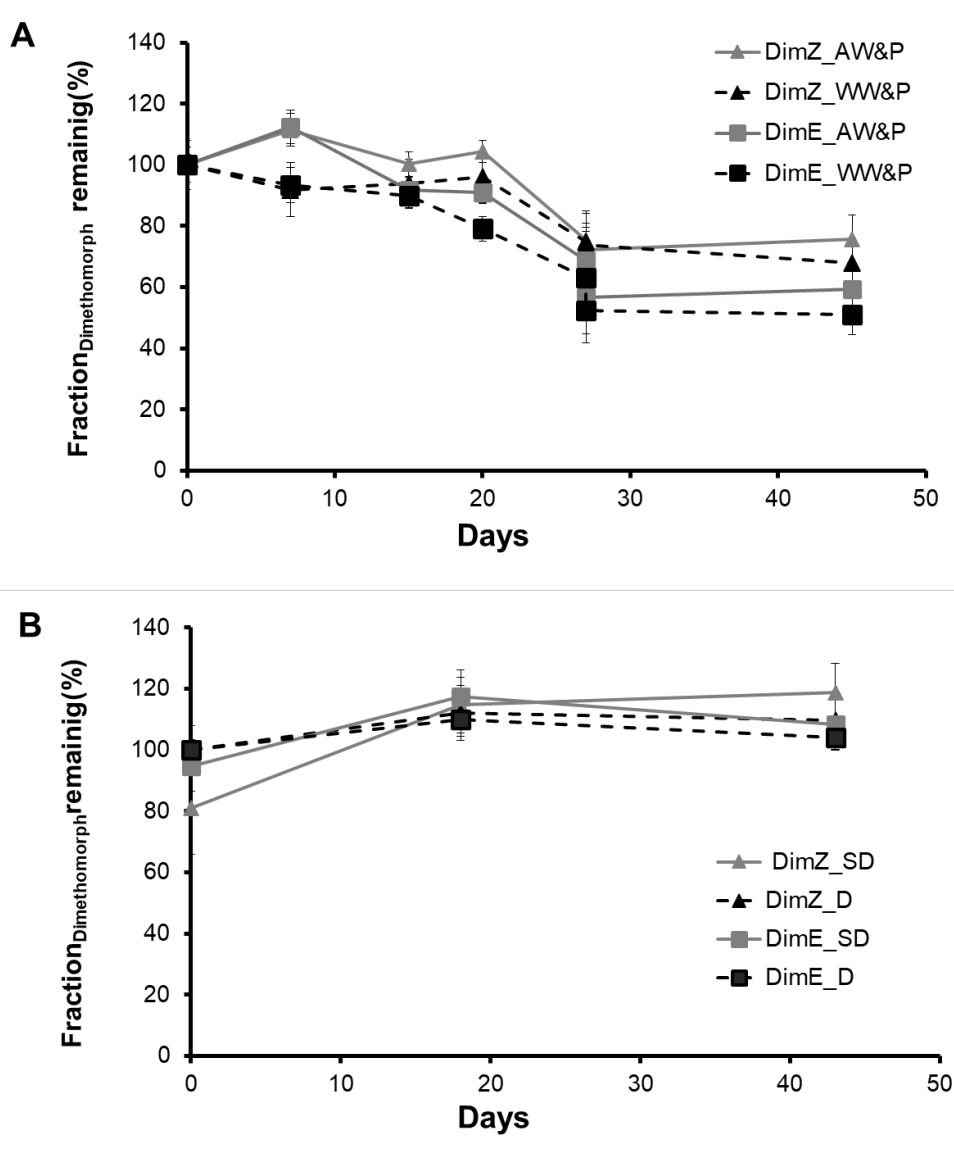 A
140
120
100
80
60
40
20
0
FractionDimethomorph remainig(%)
0 10 20 30 40 50
Days
DimZ_AW&P
DimZ_WW&P
DimE_AW&P
DimE_WW&P
B
140
120
100
80
60
40
20
0
FractionDimethomorphremainig(%)
0 10 20 30 40 50
Days
DimZ_SD
DimZ_D
DimE_SD
DimE_D